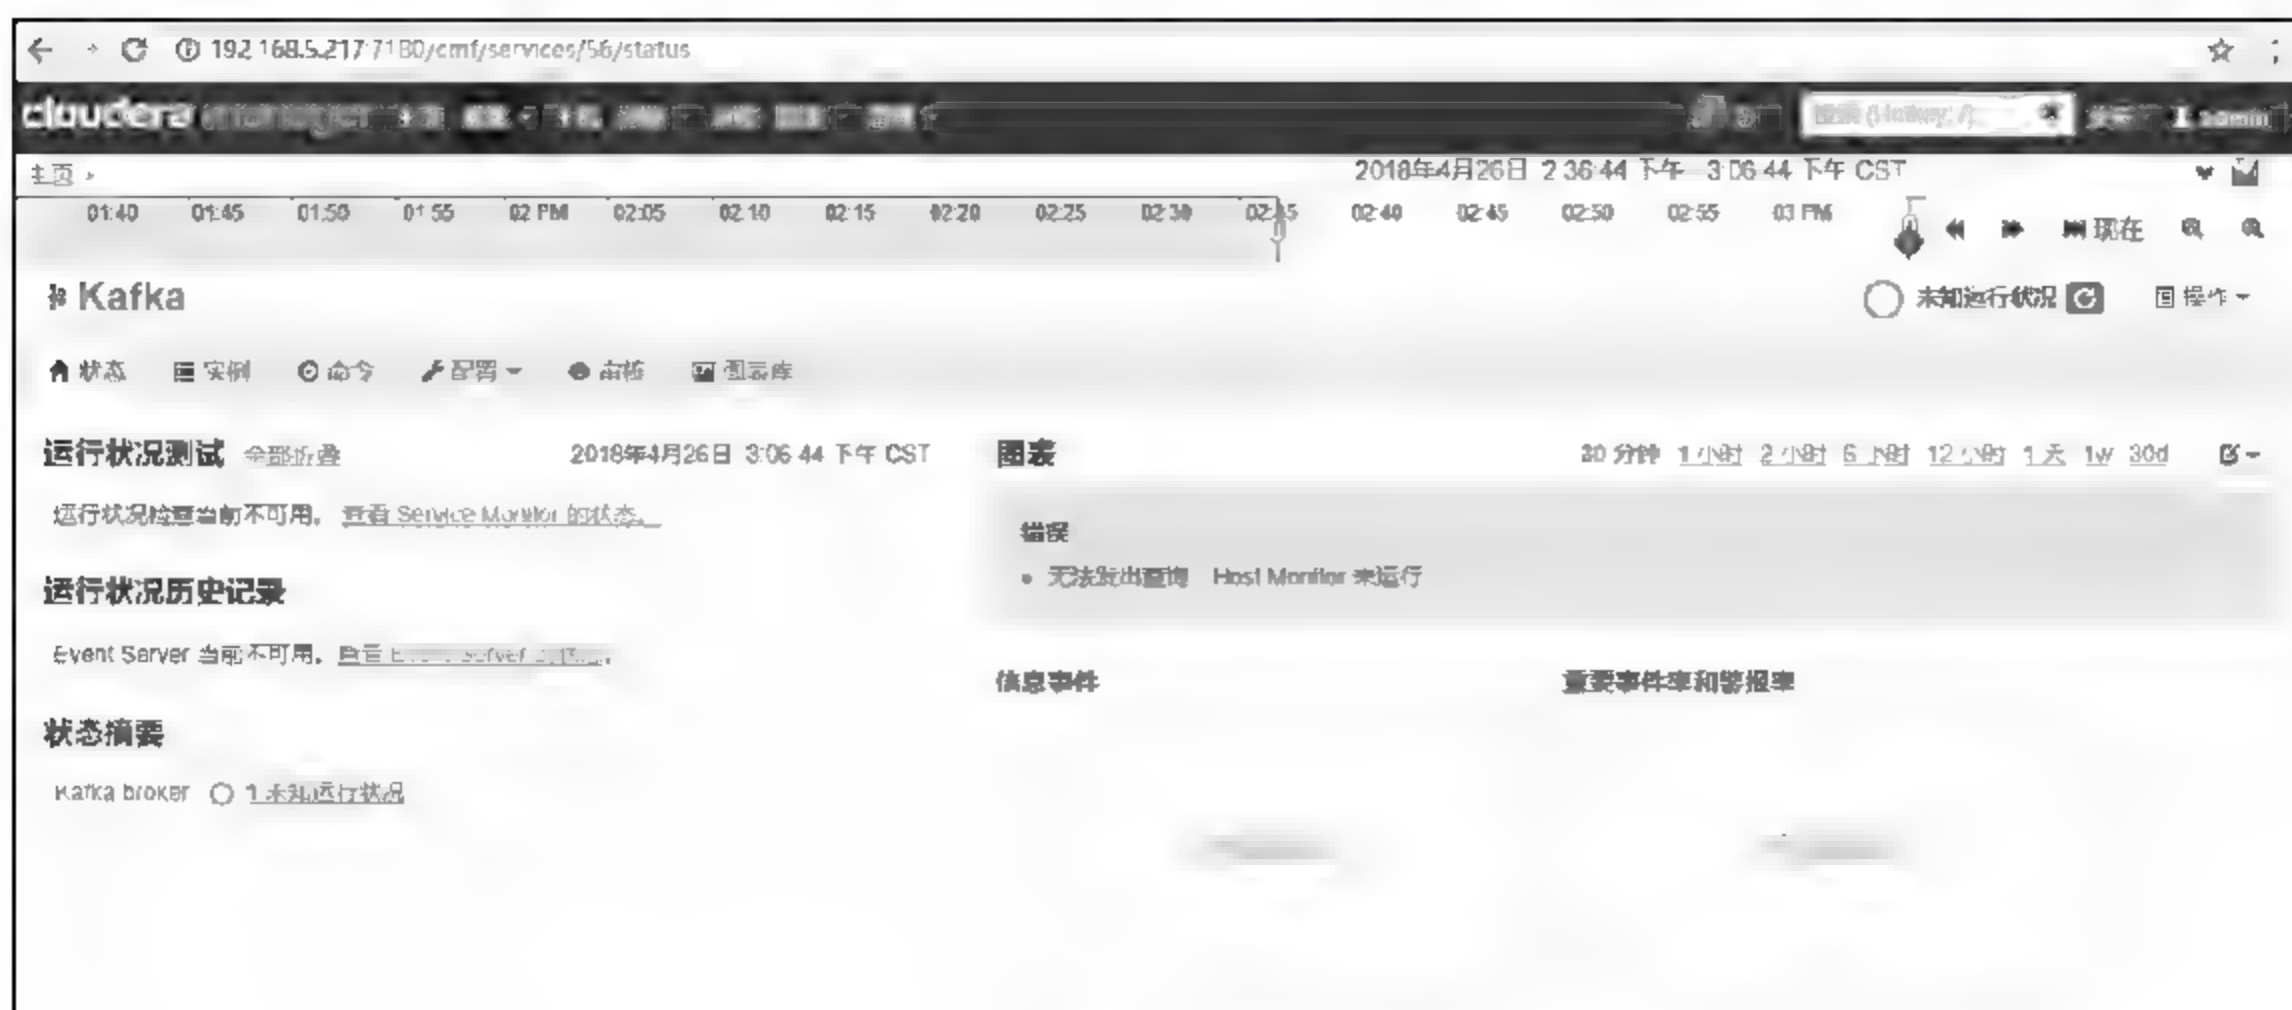 192.168.5.217:7180/cmf/services/56/status
cloudera manager
主页
2018年4月26日 2:36:44 下午 - 3:06:44 下午 CST
01:40 01:45 01:50 01:55 02 PM 02:05 02:10 02:15 02:20 02:25 02:30 02:35 02:40 02:45 02:50 02:55 03 PM 现在
Kafka 未知运行状况 操作
状态 实例 命令 配置 审核 图表库
运行状况测试 全部折叠 2018年4月26日 3:06:44 下午 CST
图表 30 分钟 1 小时 2 小时 6 小时 12 小时 1 天 1w 30d
运行状况检查当前不可用。 查看 Service Monitor 的状态。
错误
无法发出查询 Host Monitor 未运行
运行状况历史记录
Event Server 当前不可用。 查看 Event Server
信息事件 重要事件率和警报率
状态摘要
Kafka broker 1 未知运行状况